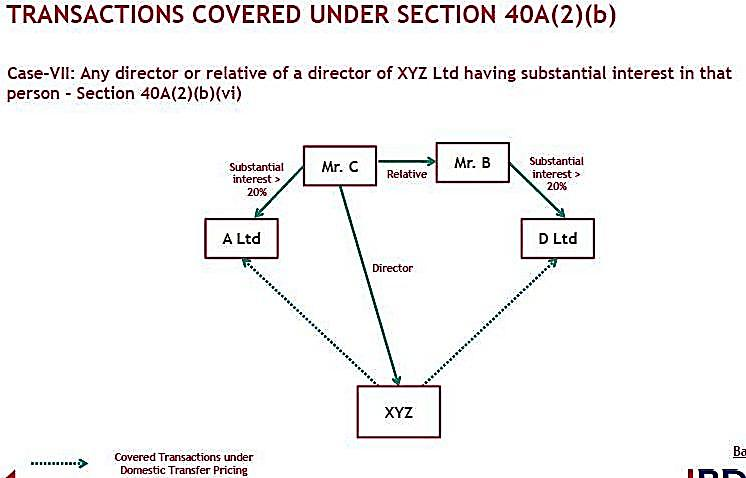 TRANSACTIONS COVERED UNDER SECTION 40A(2)(b)
Case-VII: Any director or relative of a director of XYZ Ltd having substantial interest in that
person - Section 40A(2)(b)(vi)
Substantial
interest >
20%
Mr. C
Relative
Mr. B
Substantial
interest >
20%
A Ltd
D Ltd
Director
XYZ
Covered Transactions under
Domestic Transfer Pricing